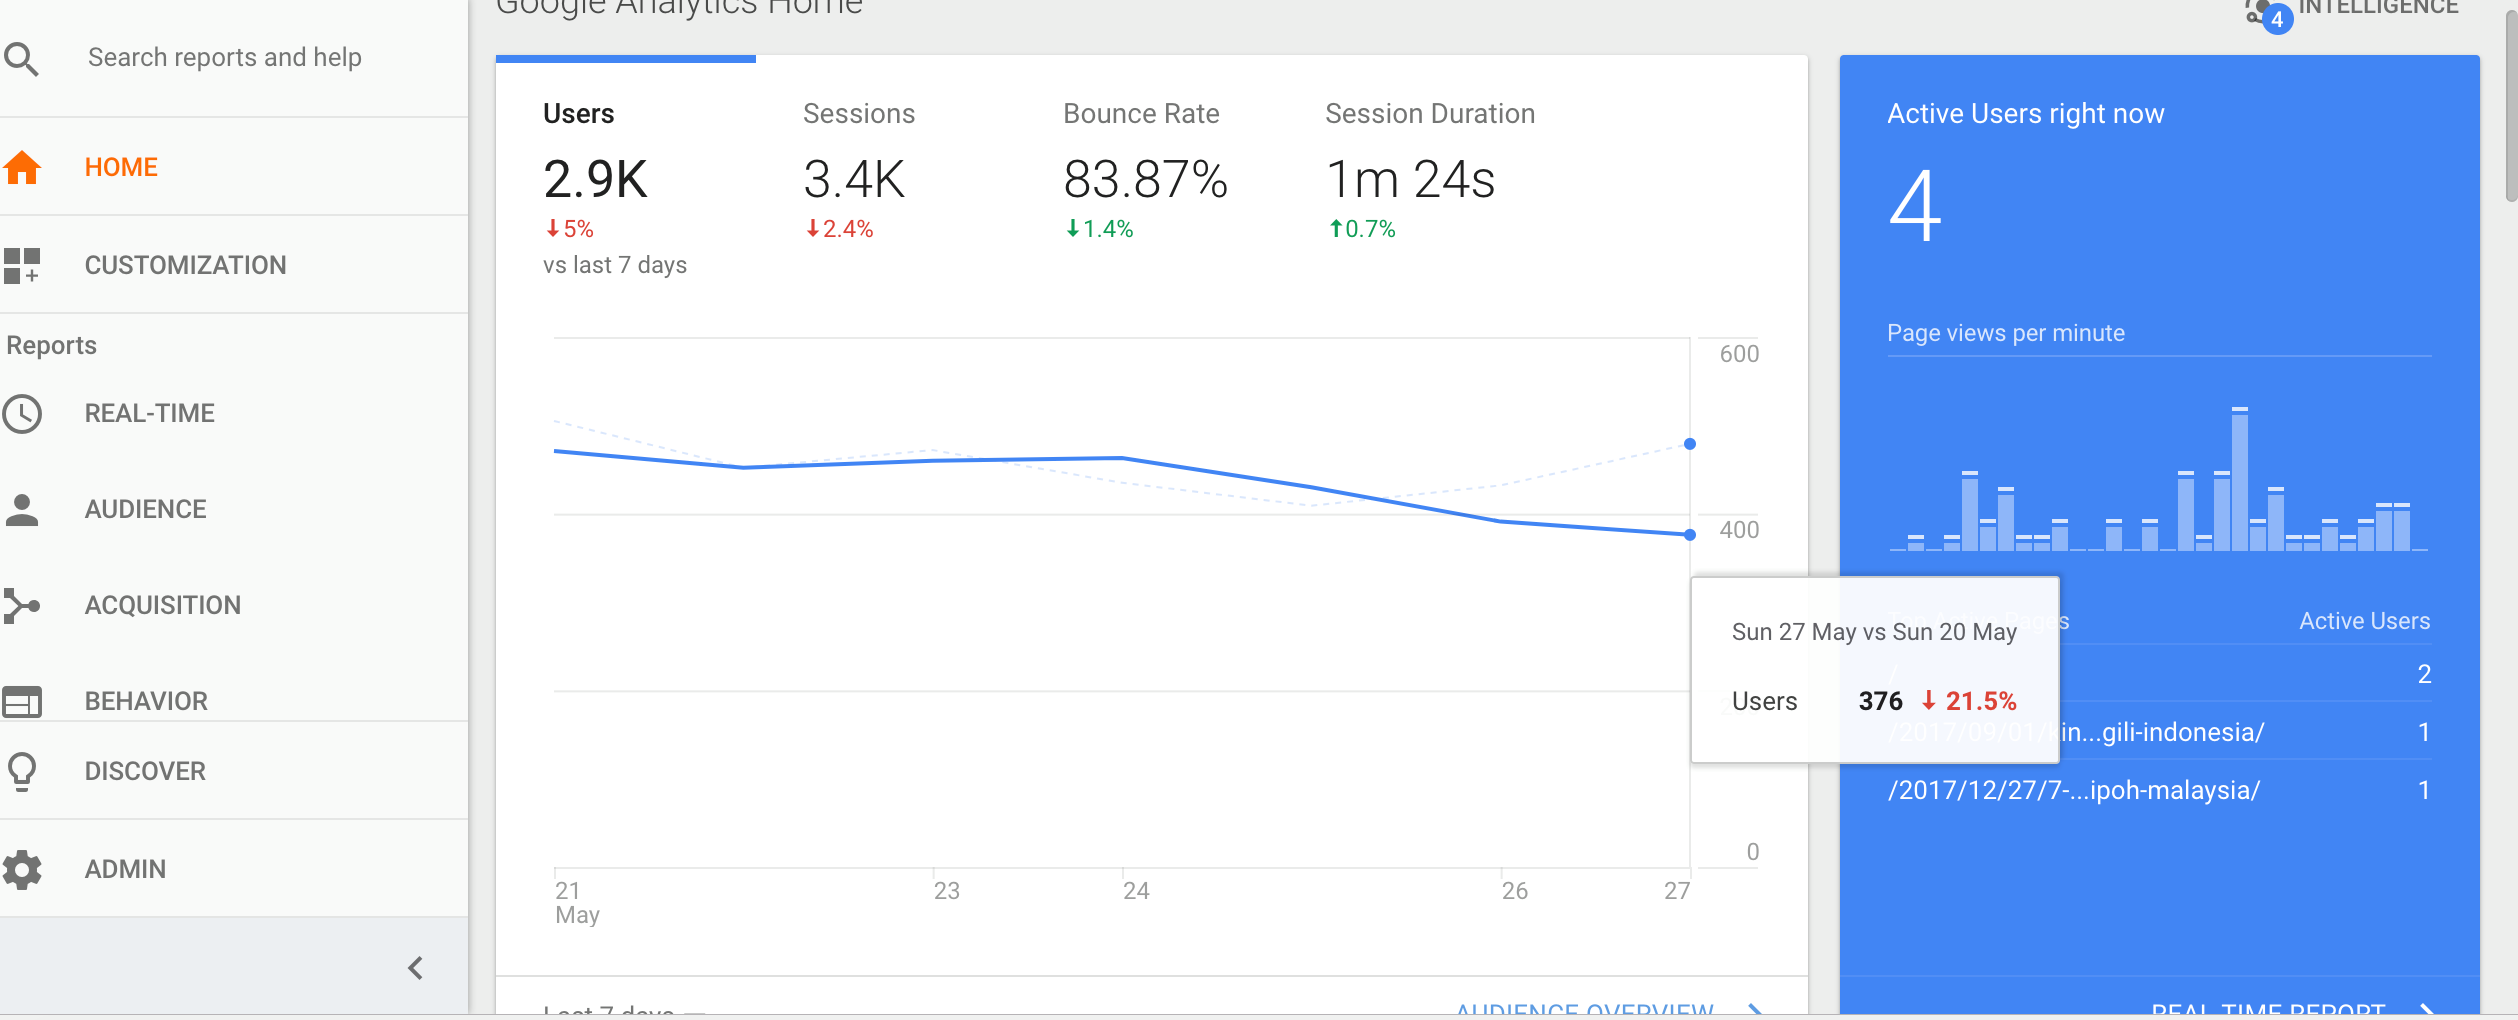 Google Analytics Home
4
INTELLIGENCE
Search reports and help
HOME
CUSTOMIZATION
Reports
REAL-TIME
AUDIENCE
ACQUISITION
BEHAVIOR
DISCOVER
ADMIN
Users
2.9K
5%
vs last 7 days
Sessions
3.4K
2.4%
Bounce Rate
83.87%
1.4%
Session Duration
1m 24s
0.7%
600
400
0
21
May
23
24
26
27
Sun 27 May vs Sun 20 May
Users 376 21.5%
Last 7 days
AUDIENCE OVERVIEW
Active Users right now
4
Page views per minute
Pages Active Users
/ 2
/2017/09/01/kin...gili-indonesia/ 1
/2017/12/27/7-...ipoh-malaysia/ 1
REAL-TIME REPORT